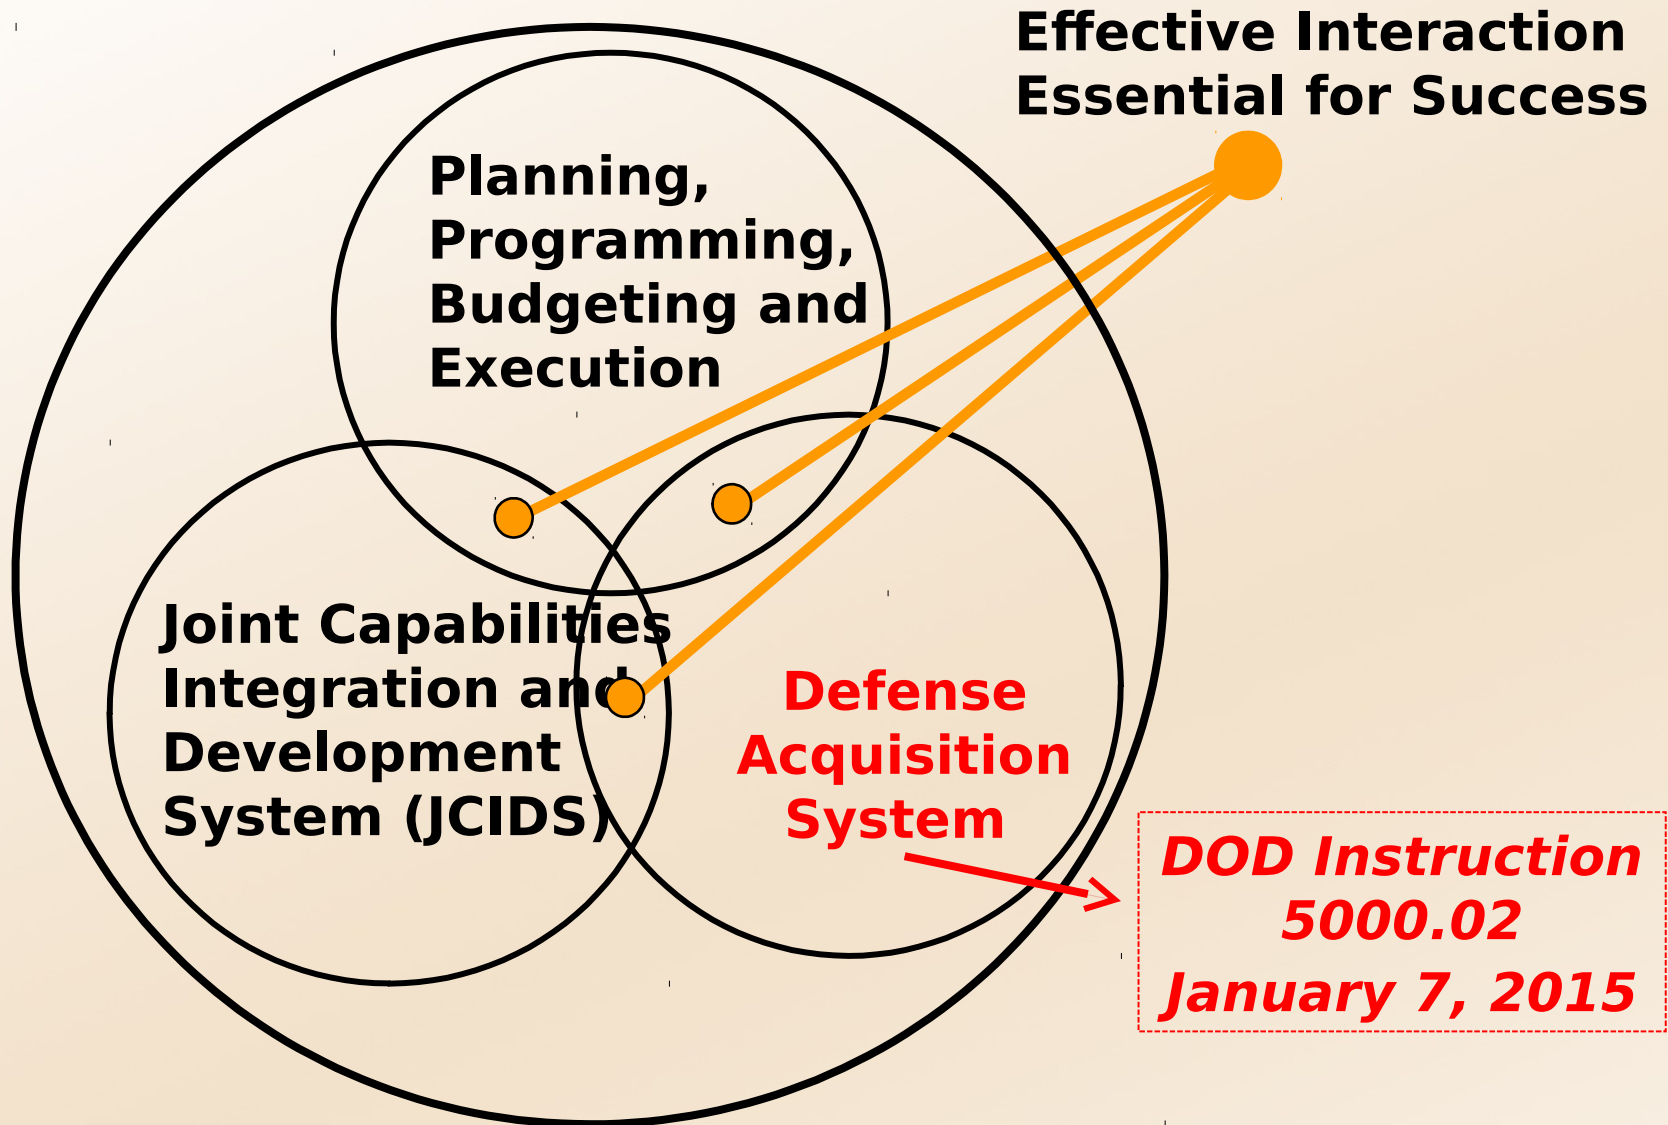 Effective Interaction
Essential for Success
Planning,
Programming,
Budgeting and
Execution
Joint Capabilities
Integration and
Development
System (JCIDS)
Defense
Acquisition
System
DOD Instruction
5000.02
January 7, 2015